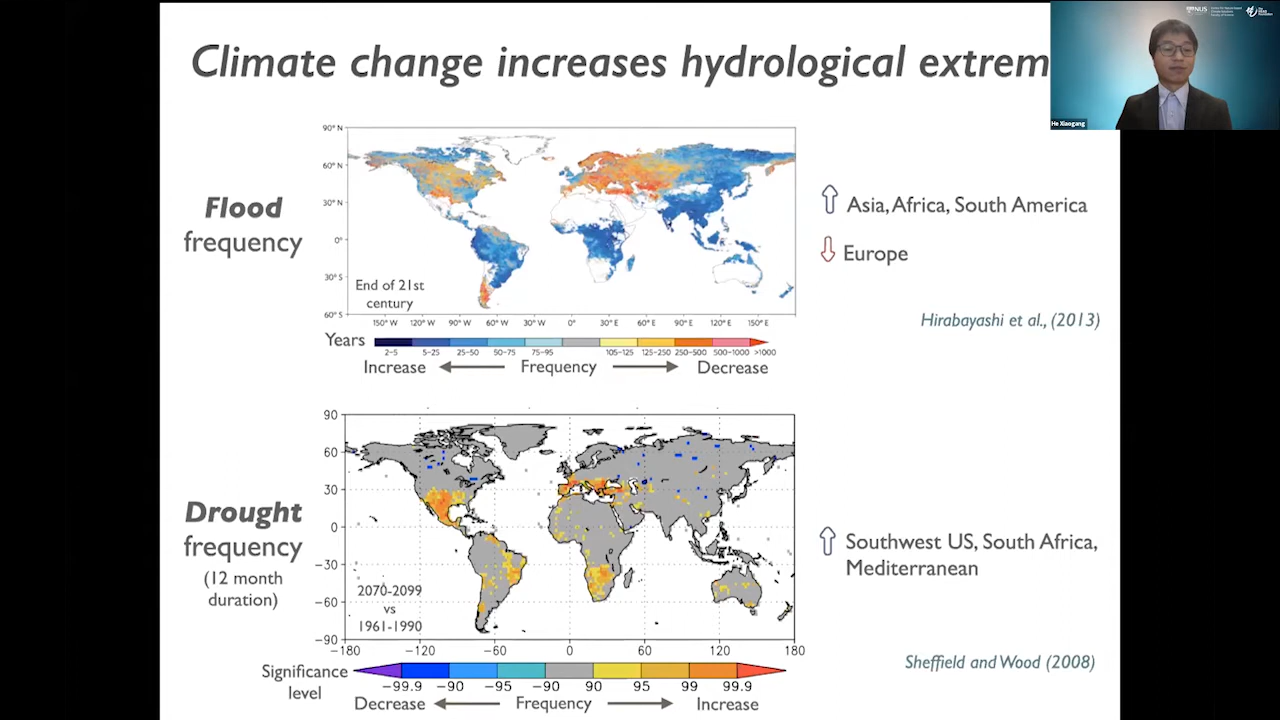 Climate change increases hydrological extrem
NUS
He Xiaogang
Flood
frequency
90° N
60° N
30° N
0°
30° S
60° S
End of 21st
century
150° W 120° W 90° W 60° W 30° W 0° 30° E 60° E 90° E 120° E 150° E
Years
2-5 5-25 25-50 50-75 75-95 105-125 125-250 250-500 500-1000 >1000
Increase Frequency Decrease
Asia, Africa, South America
Europe
Hirabayashi et al., (2013)
Drought
frequency
(12 month
duration)
90
60
30
0
-30
-60
-90
2070-2099
vs
1961-1990
-180 -120 -60 0 60 120 180
Significance
level
-99.9 -90 -95 -90 90 95 99 99.9
Decrease Frequency Increase
Southwest US, South Africa,
Mediterranean
Sheffield and Wood (2008)